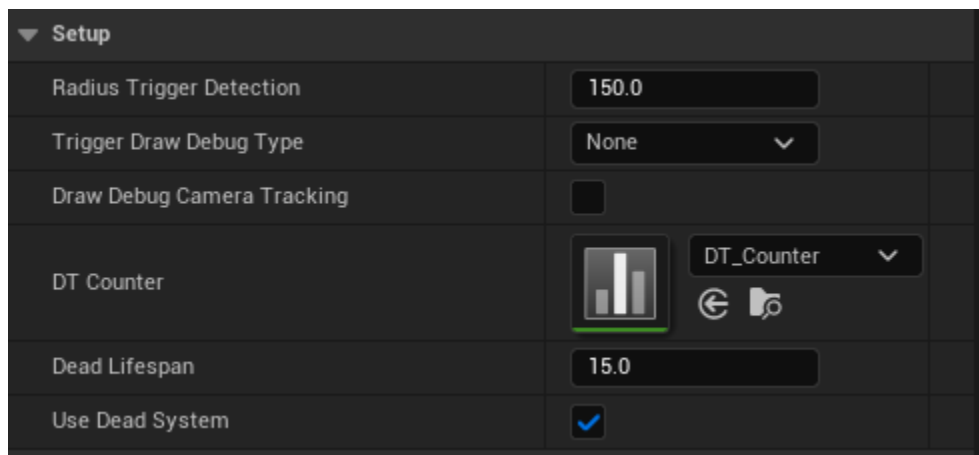 Setup
Radius Trigger Detection 150.0
Trigger Draw Debug Type None
Draw Debug Camera Tracking
DT Counter DT_Counter
Dead Lifespan 15.0
Use Dead System